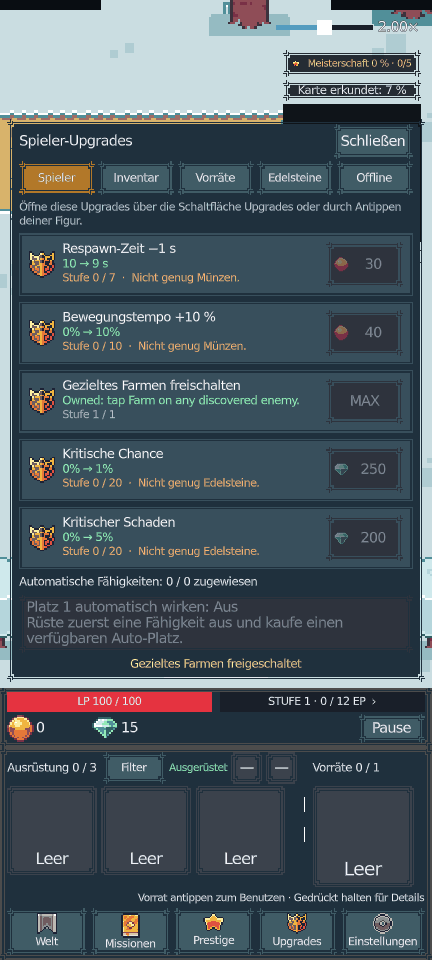 2.00×
Meisterschaft 0 % · 0/5
Karte erkundet: 7 %
Spieler-Upgrades
Schließen
Spieler
Inventar
Vorräte
Edelsteine
Offline
Öffne diese Upgrades über die Schaltfläche Upgrades oder durch Antippen
deiner Figur.
Respawn-Zeit −1 s
10 → 9 s
Stufe 0 / 7 · Nicht genug Münzen.
30
Bewegungstempo +10 %
0% → 10%
Stufe 0 / 10 · Nicht genug Münzen.
40
Gezieltes Farmen freischalten
Owned: tap Farm on any discovered enemy.
Stufe 1 / 1
MAX
Kritische Chance
0% → 1%
Stufe 0 / 20 · Nicht genug Edelsteine.
250
Kritischer Schaden
0% → 5%
Stufe 0 / 20 · Nicht genug Edelsteine.
200
Automatische Fähigkeiten: 0 / 0 zugewiesen
Platz 1 automatisch wirken: Aus
Rüste zuerst eine Fähigkeit aus und kaufe einen
verfügbaren Auto-Platz.
Gezieltes Farmen freigeschaltet
LP 100 / 100
STUFE 1 · 0 / 12 EP ›
0
15
Pause
Ausrüstung 0 / 3
Filter
Ausgerüstet
—
—
Vorräte 0 / 1
Leer
Leer
Leer
Leer
Vorrat antippen zum Benutzen · Gedrückt halten für Details
Welt
Missionen
Prestige
Upgrades
Einstellungen